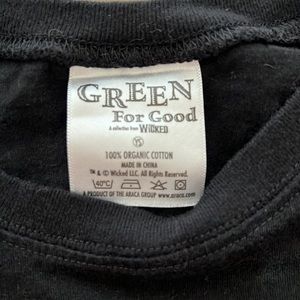 GREEN
For Good
A collection from WICKED
YS
100% ORGANIC COTTON
MADE IN CHINA
™ & © Wicked LLC. All Rights Reserved.
40°C
A PRODUCT OF THE ARACA GROUP www.araca.com